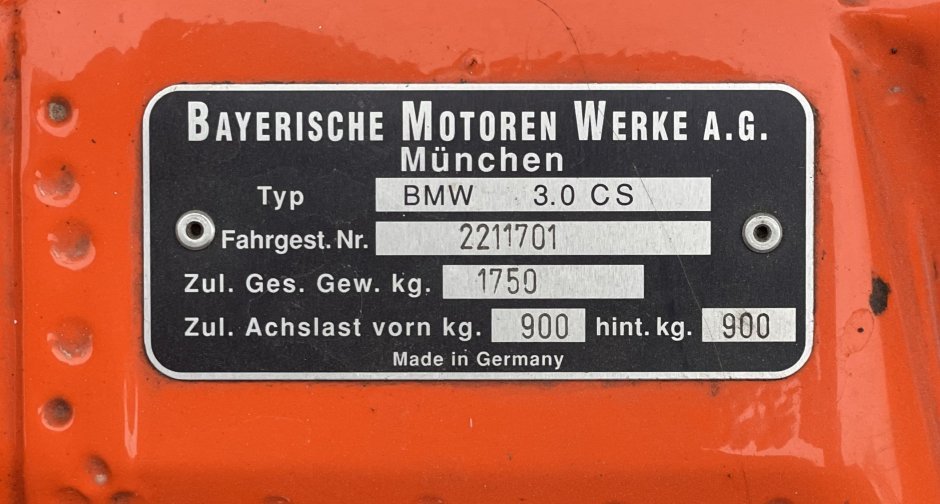 BAYERISCHE MOTOREN WERKE A.G.
München
Typ BMW 3.0 CS
Fahrgest. Nr. 2211701
Zul. Ges. Gew. kg. 1750
Zul. Achslast vorn kg. 900 hint. kg. 900
Made in Germany